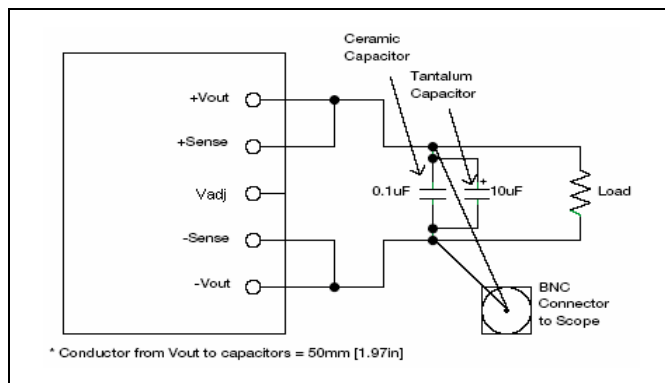 Ceramic
Capacitor
Tantalum
Capacitor
+Vout
+Sense
Vadj
-Sense
-Vout
0.1uF
+
10uF
Load
BNC
Connector
to Scope
* Conductor from Vout to capacitors = 50mm [1.97in]